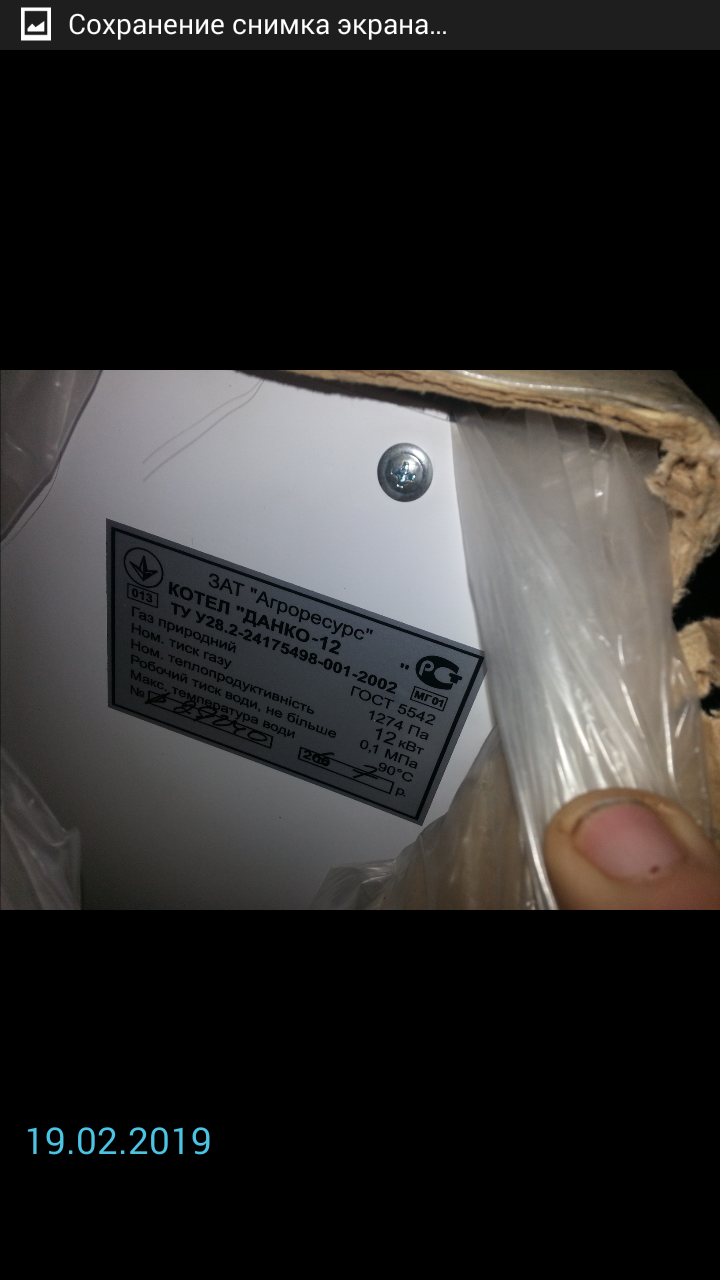 Сохранение снимка экрана...
ЗАТ "Агроресурс"
КОТЕЛ "ДАНКО-12 "
013
ТУ У28.2-24175498-001-2002
МГ01
Газ природний ГОСТ 5542
Ном. тиск газу 1274 Па
Ном. теплопродуктивність 12 кВт
Робочий тиск води, не більше 0,1 МПа
Макс. температура води 90°С
№ р.
19.02.2019